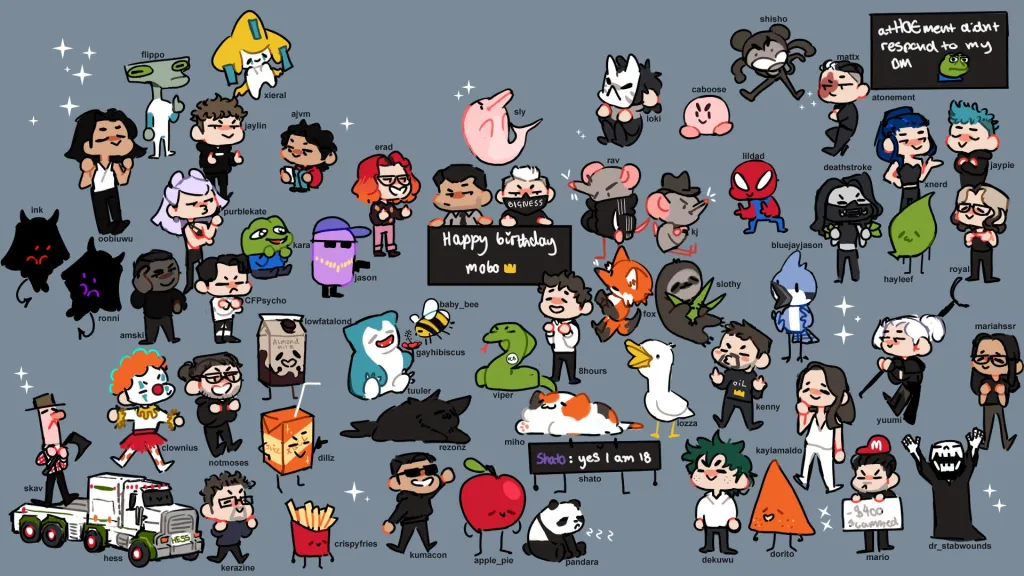 shisho
atHOEment didnt
respond to my
DM
flippo
mattx
xieral
caboose
atonement
sly
loki
ajvm
jaylin
erad
rav
lildad
deathstroke
jaypie
xnerd
BIGNESS
ink
purblekate
oobiuwu
kara
Happy birthday
mobo
kj
bluejayjason
jason
hayleef
royal
ronni
CFPsycho
slothy
baby_bee
fox
amski
lowfatalond
almond
milk
gayhibiscus
mariahssr
8hours
viper
OIL
tuuler
kenny
yuumi
lozza
clownius
rezonz
miho
kaylamaldo
notmoses
dillz
Shato: yes I am 18
shato
skav
M
-$400
scammed
HESS
hess
crispyfries
kerazine
kumacon
apple_pie
pandara
dekuwu
dorito
mario
dr_stabwounds